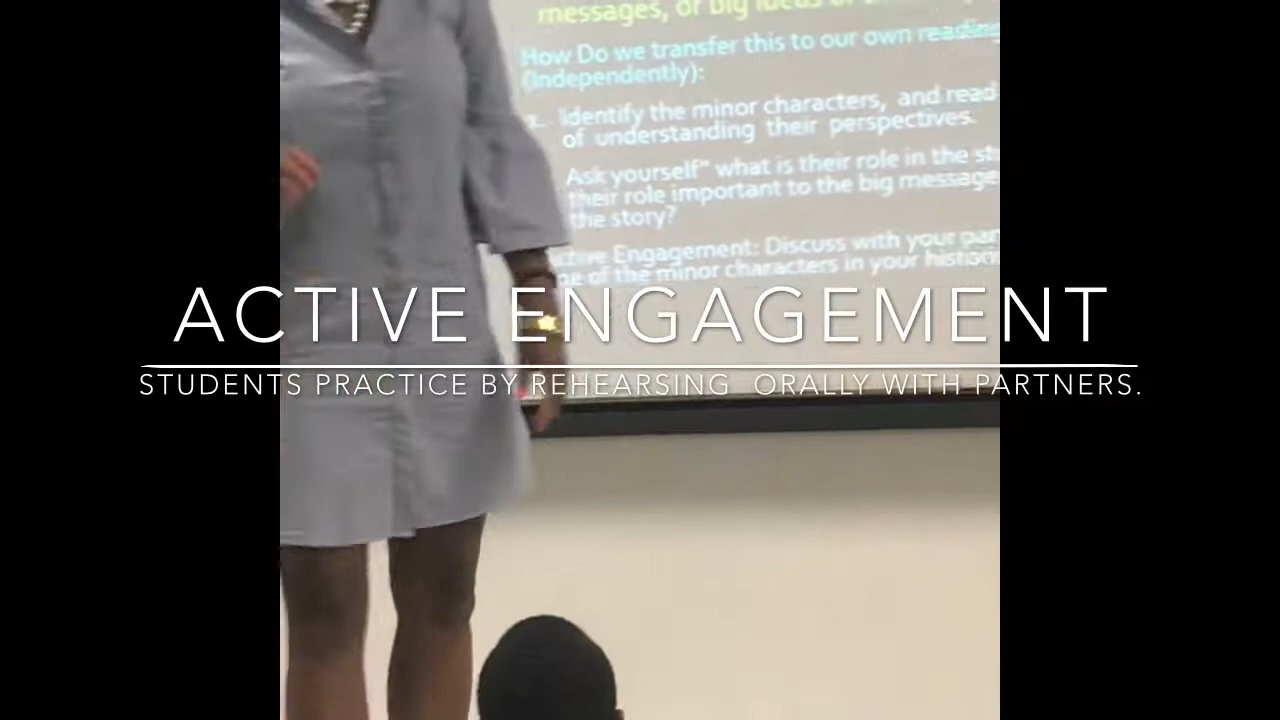 messages, or big ideas of
How Do we transfer this to our own reading
(Independently):
Identify the minor characters, and read
of understanding their perspectives.
Ask yourself" what is their role in the
their role important to the big message
the story?
Engagement: Discuss with your
of the minor characters in your
ACTIVE ENGAGEMENT
STUDENTS PRACTICE BY REHEARSING ORALLY WITH PARTNERS.